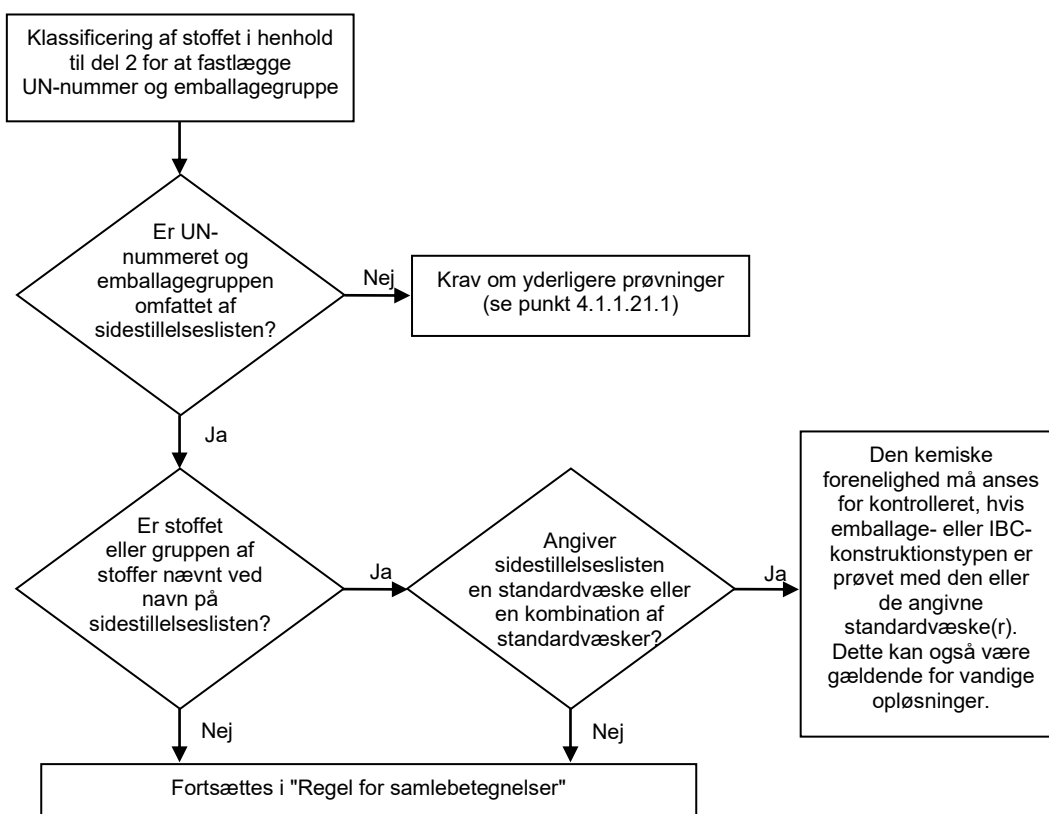 Klassificering af stoffet i henhold
til del 2 for at fastlægge
UN-nummer og emballagegruppe
Er UN-
nummeret og
emballagegruppen
omfattet af
sidestillelseslisten?
Nej
Krav om yderligere prøvninger
(se punkt 4.1.1.21.1)
Ja
Er stoffet
eller gruppen af
stoffer nævnt ved
navn på
sidestillelseslisten?
Ja
Angiver
sidestillelseslisten
en standardvæske eller
en kombination af
standardvæsker?
Ja
Den kemiske
forenelighed må anses
for kontrolleret, hvis
emballage- eller IBC-
konstruktionstypen er
prøvet med den eller
de angivne
standardvæske(r).
Dette kan også være
gældende for vandige
opløsninger.
Nej
Nej
Fortsættes i "Regel for samlebetegnelser"